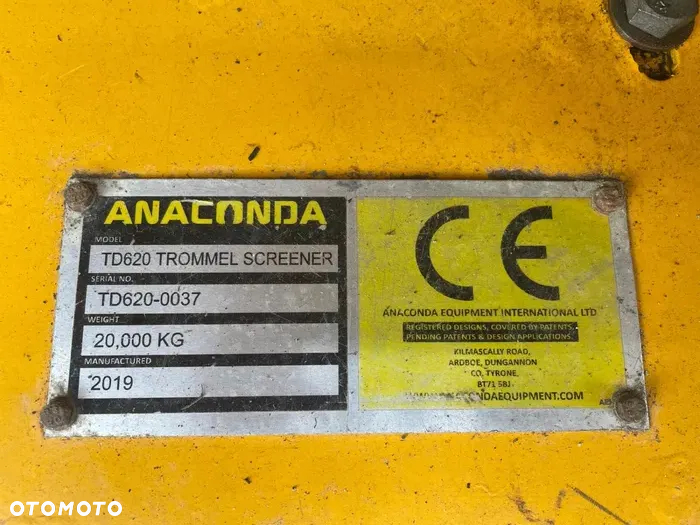 ANACONDA
MODEL
TD620 TROMMEL SCREENER
SERIAL NO.
TD620-0037
WEIGHT
20,000 KG
MANUFACTURED
2019
CE
ANACONDA EQUIPMENT INTERNATIONAL LTD
REGISTERED DESIGNS, COVERED BY PATENTS,
PENDING PATENTS & DESIGN APPLICATIONS.
KILMASCALLY ROAD,
ARDBOE, DUNGANNON
CO. TYRONE,
BT71 5BJ
WWW.ANACONDAEQUIPMENT.COM
OTOMOTO